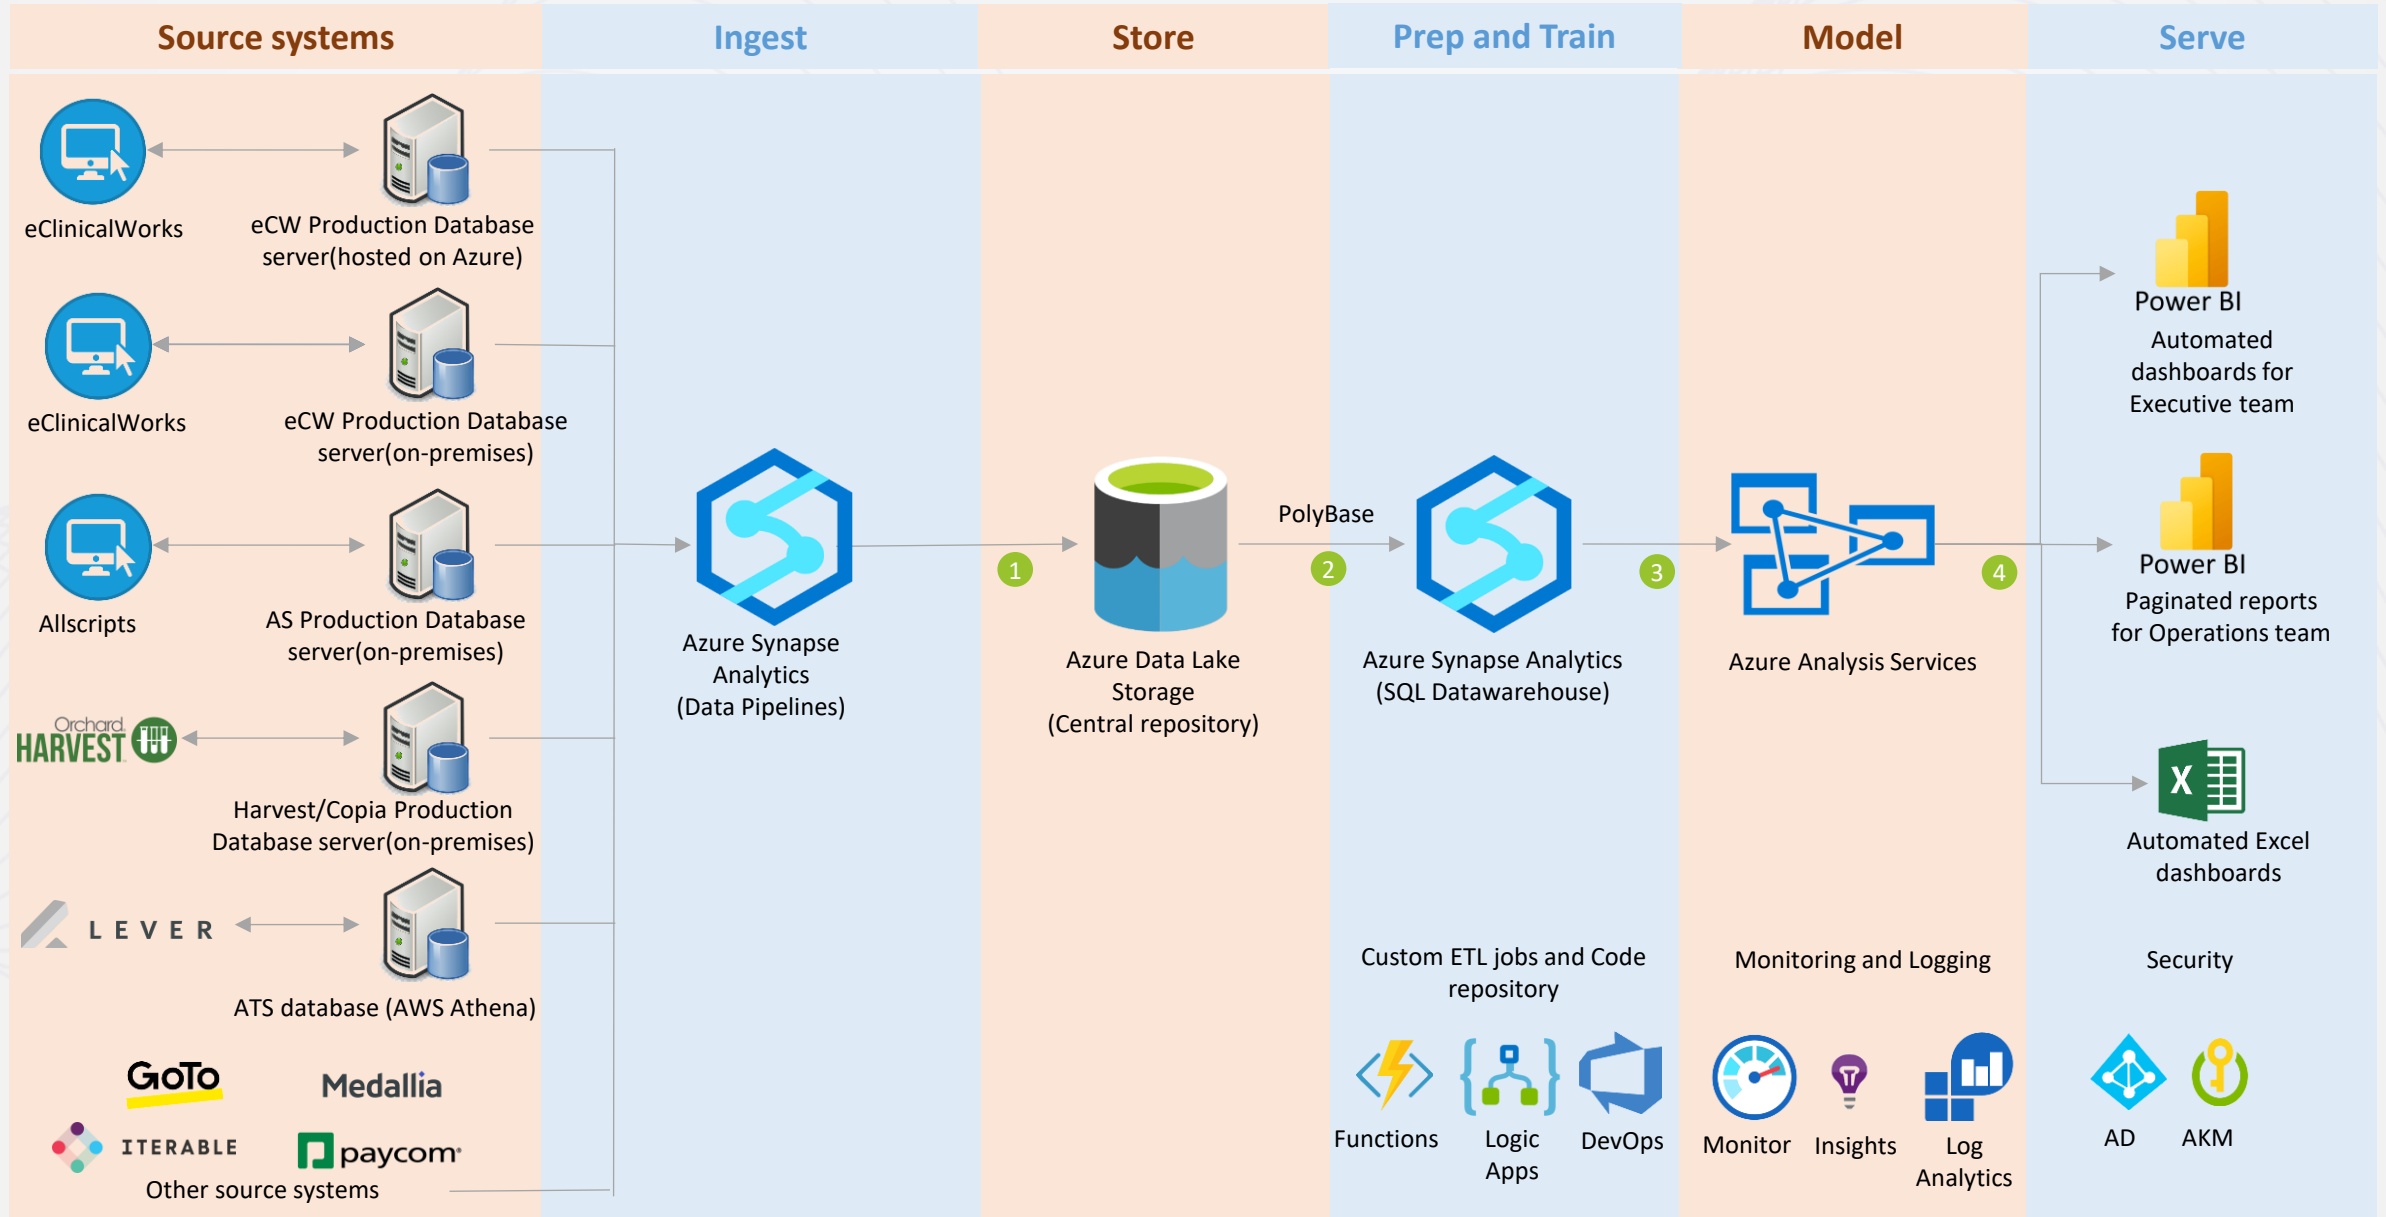 Source systems
Ingest
Store
Prep and Train
Model
Serve
eClinicalWorks
eCW Production Database
server(hosted on Azure)
eClinicalWorks
eCW Production Database
server(on-premises)
Allscripts
AS Production Database
server(on-premises)
Orchard
HARVEST
Harvest/Copia Production
Database server(on-premises)
LEVER
ATS database (AWS Athena)
GoTo
Medallia
ITERABLE
paycom
Other source systems
Azure Synapse
Analytics
(Data Pipelines)
1
Azure Data Lake
Storage
(Central repository)
PolyBase
2
Azure Synapse Analytics
(SQL Datawarehouse)
3
Azure Analysis Services
4
Power BI
Automated
dashboards for
Executive team
Power BI
Paginated reports
for Operations team
X
Automated Excel
dashboards
Custom ETL jobs and Code
repository
Functions
Logic
Apps
DevOps
Monitoring and Logging
Monitor
Insights
Log
Analytics
Security
AD
AKM